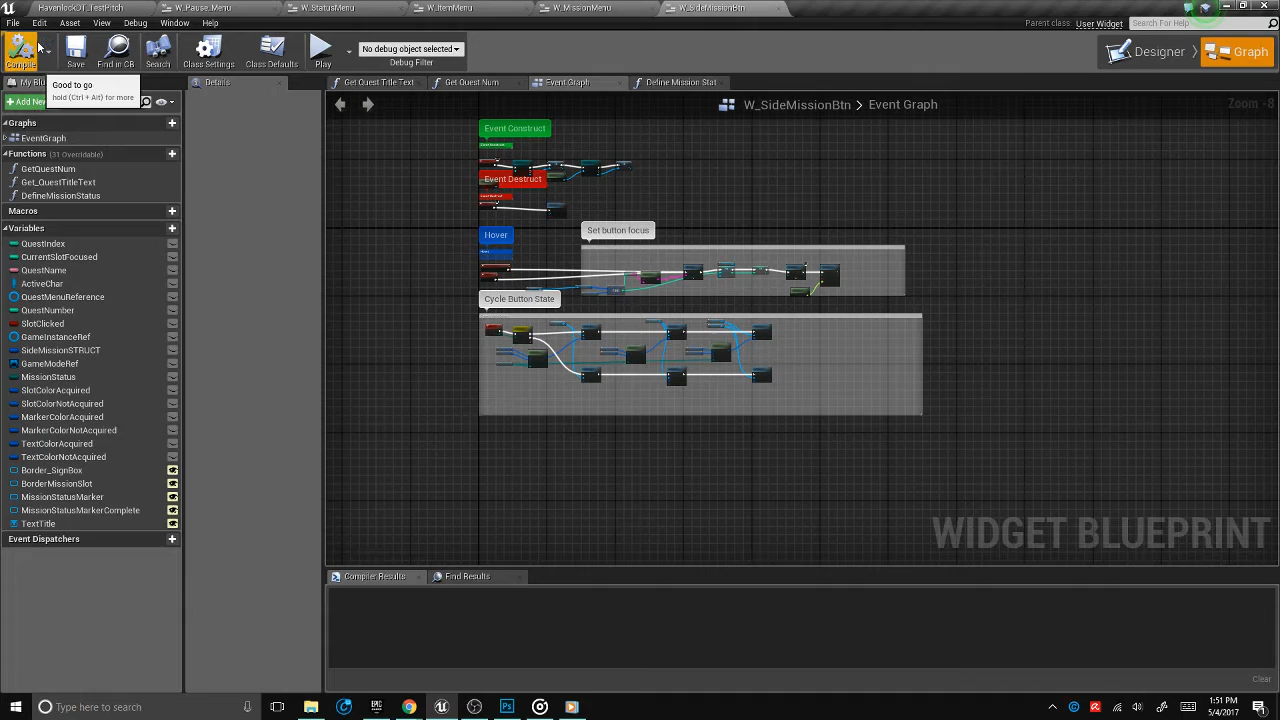 HavenlockDT_TestPitch W_Pause.Menu W_StatusMenu W_ItemMenu W_MissionMenu W_SideMissionBtn
File Edit Asset View Debug Window Help Parent class: User Widget Search For Help
Compile Save Find in CB Search Class Settings Class Defaults Play No debug object selected Debug Filter Designer Graph
Good to go
hold (Ctrl + Alt) for more
My Bl Details Get Quest Title Text Get Quest Num Event Graph Define Mission Stat
Add New W_SideMissionBtn > Event Graph Zoom -8
Graphs
EventGraph
Functions (31 Overridable)
GetQuestNum
Get_QuestTitleText
DefineMissionStatus
Macros
Variables
QuestIndex
CurrentSlotFocused
QuestName
ActiveChar
QuestMenuReference
QuestNumber
SlotClicked
GameInstanceRef
SideMissionSTRUCT
GameModeRef
MissionStatus
SlotColorAcquired
SlotColorNotAcquired
MarkerColorAcquired
MarkerColorNotAcquired
TextColorAcquired
TextColorNotAcquired
Border_SignBox
BorderMissionSlot
MissionStatusMarker
MissionStatusMarkerComplete
TextTitle
Event Dispatchers
Event Construct
Event Destruct
Hover
Set button focus
Cycle Button State
WIDGET BLUEPRINT
Compiler Results Find Results
Clear
Type here to search
1:51 PM
5/4/2017